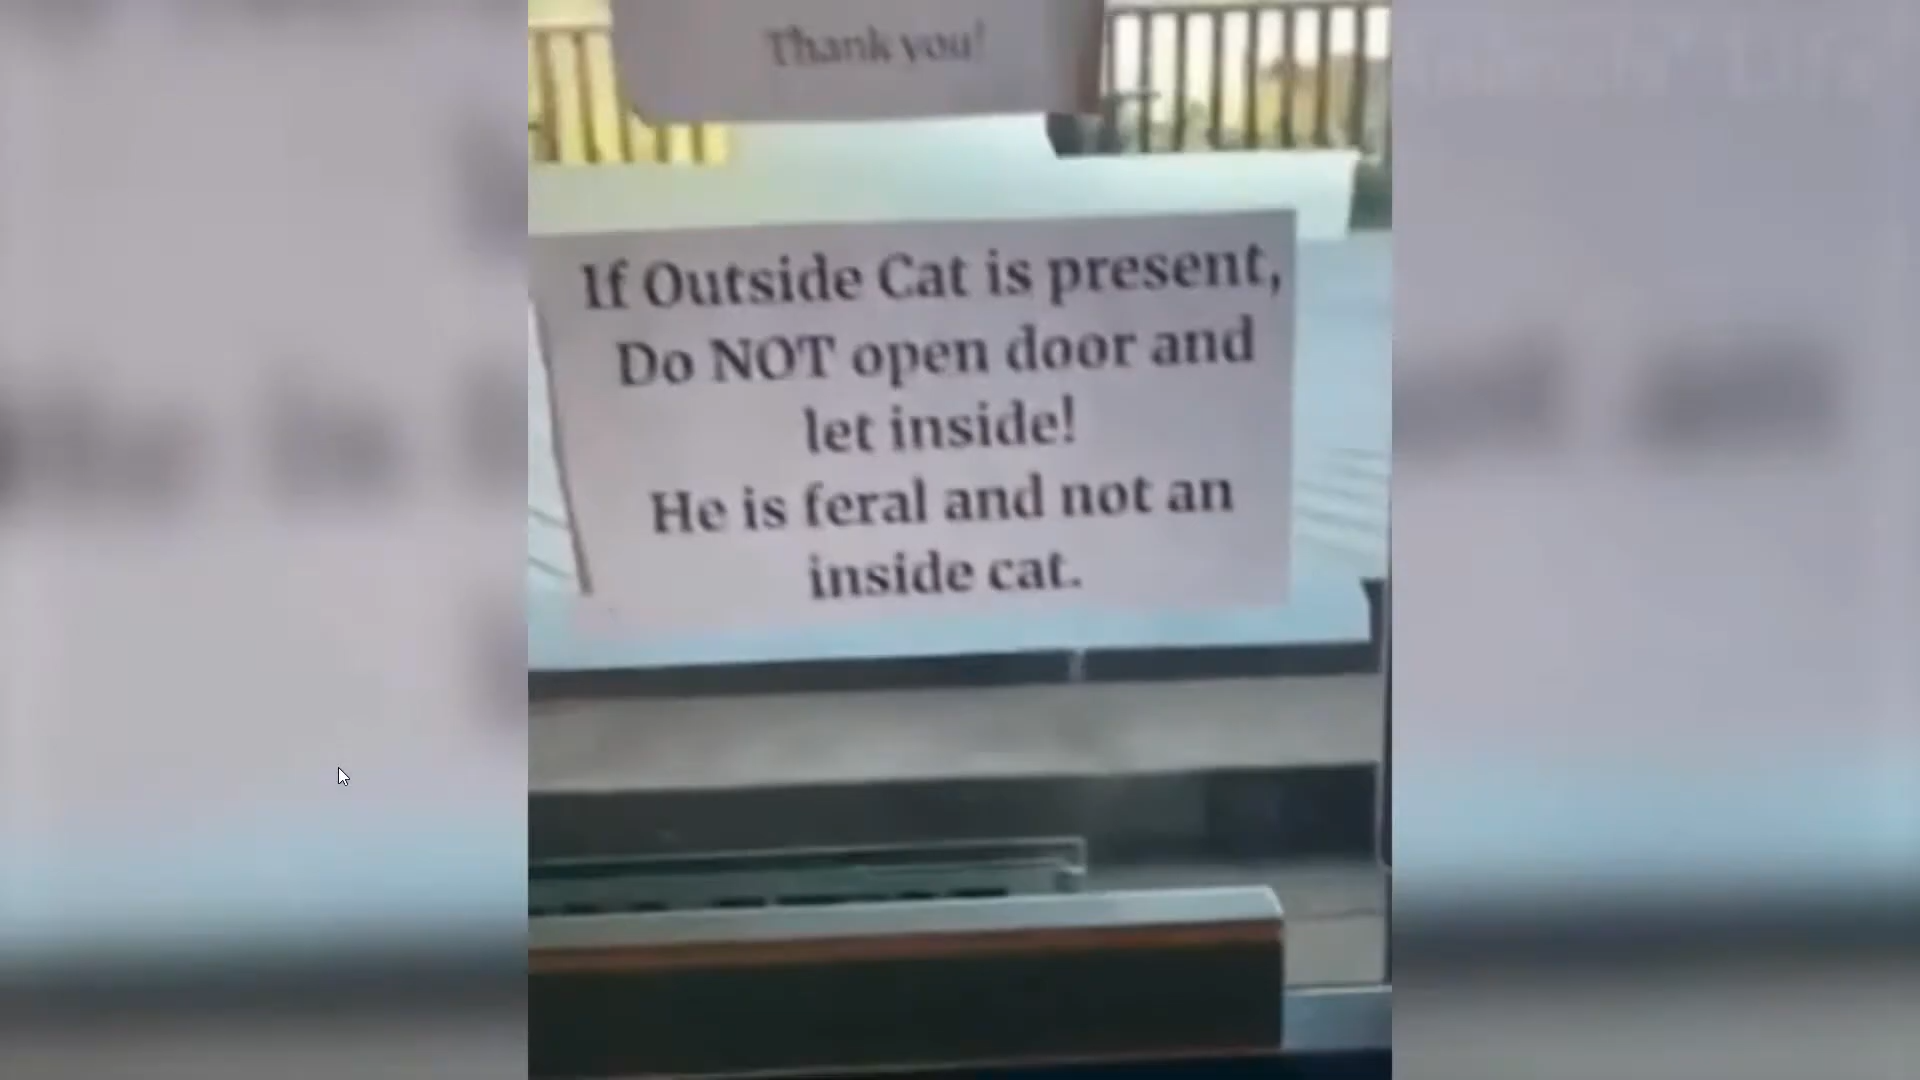 Thank you!
If Outside Cat is present,
Do NOT open door and
let inside!
He is feral and not an
inside cat.